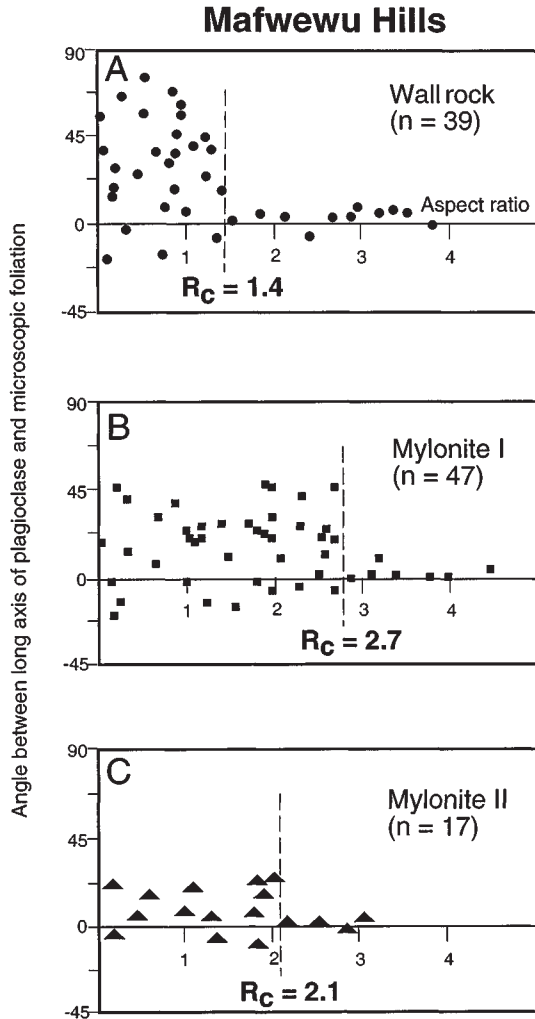 Mafwewu Hills
Angle between long axis of plagioclase and microscopic foliation
90
A
Wall rock
(n = 39)
45
Aspect ratio
0
1
2
3
4
Rc = 1.4
-45
90
B
Mylonite I
(n = 47)
45
0
1
2
3
4
Rc = 2.7
-45
90
C
Mylonite II
(n = 17)
45
0
1
2
3
4
Rc = 2.1
-45